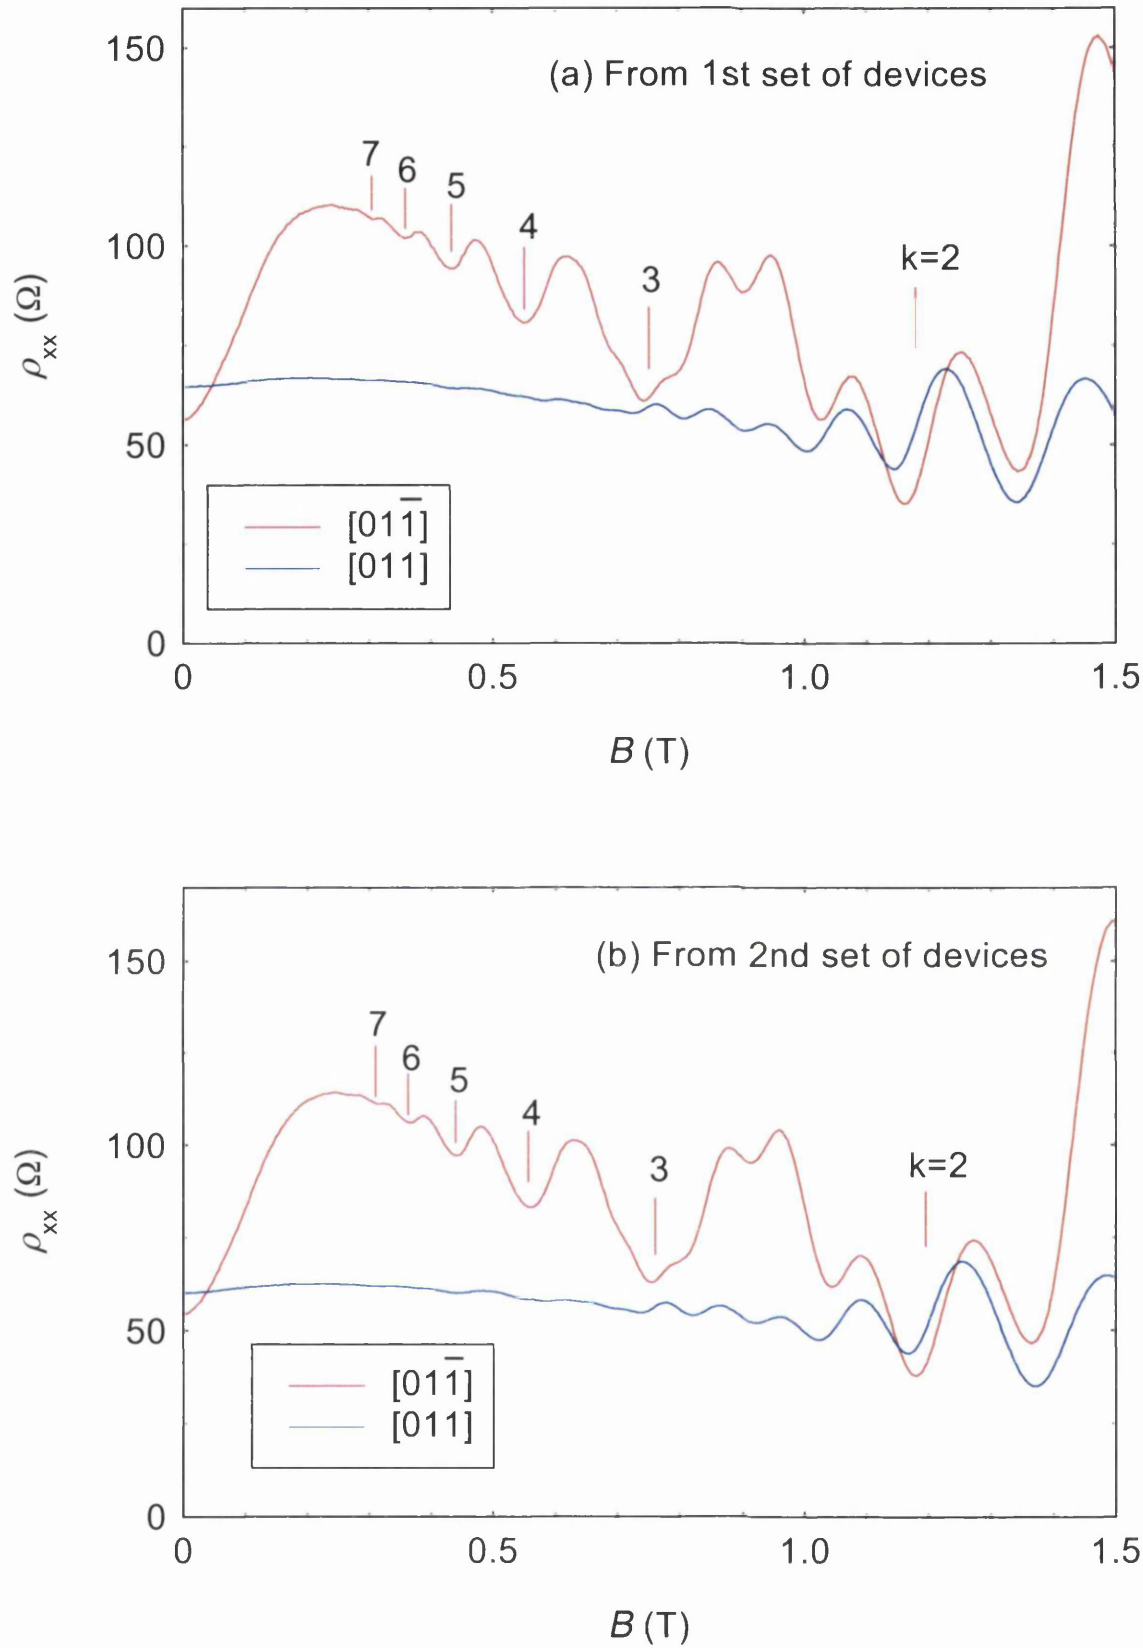 (a) From 1st set of devices
150
100
50
0
ρxx (Ω)
7
6
5
4
3
k=2
[011̅]
[011]
0 0.5 1.0 1.5
B (T)
(b) From 2nd set of devices
150
100
50
0
ρxx (Ω)
7
6
5
4
3
k=2
[011̅]
[011]
0 0.5 1.0 1.5
B (T)